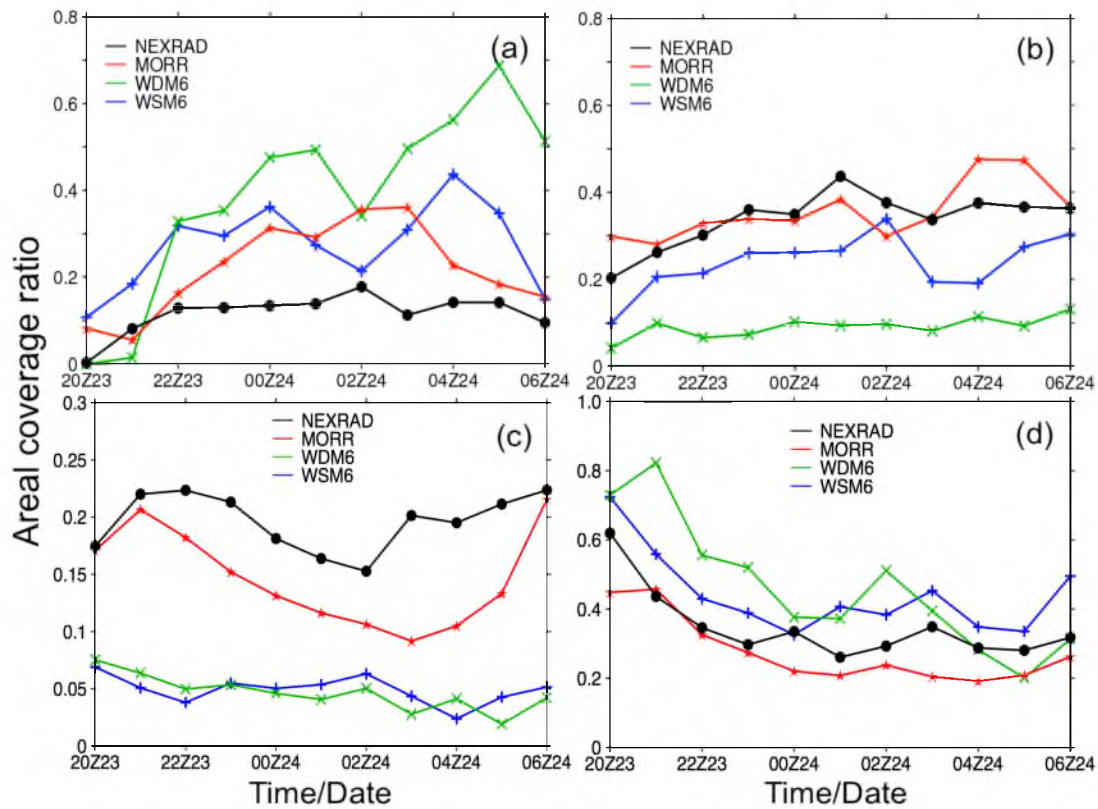 Areal coverage ratio
(a)
0.8
0.6
0.4
0.2
0
NEXRAD
MORR
WDM6
WSM6
20Z23 22Z23 00Z24 02Z24 04Z24 06Z24
(b)
0.8
0.6
0.4
0.2
0
NEXRAD
MORR
WDM6
WSM6
20Z23 22Z23 00Z24 02Z24 04Z24 06Z24
(c)
0.3
0.25
0.2
0.15
0.1
0.05
0
NEXRAD
MORR
WDM6
WSM6
20Z23 22Z23 00Z24 02Z24 04Z24 06Z24
Time/Date
(d)
1.0
0.8
0.6
0.4
0.2
0
NEXRAD
MORR
WDM6
WSM6
20Z23 22Z23 00Z24 02Z24 04Z24 06Z24
Time/Date